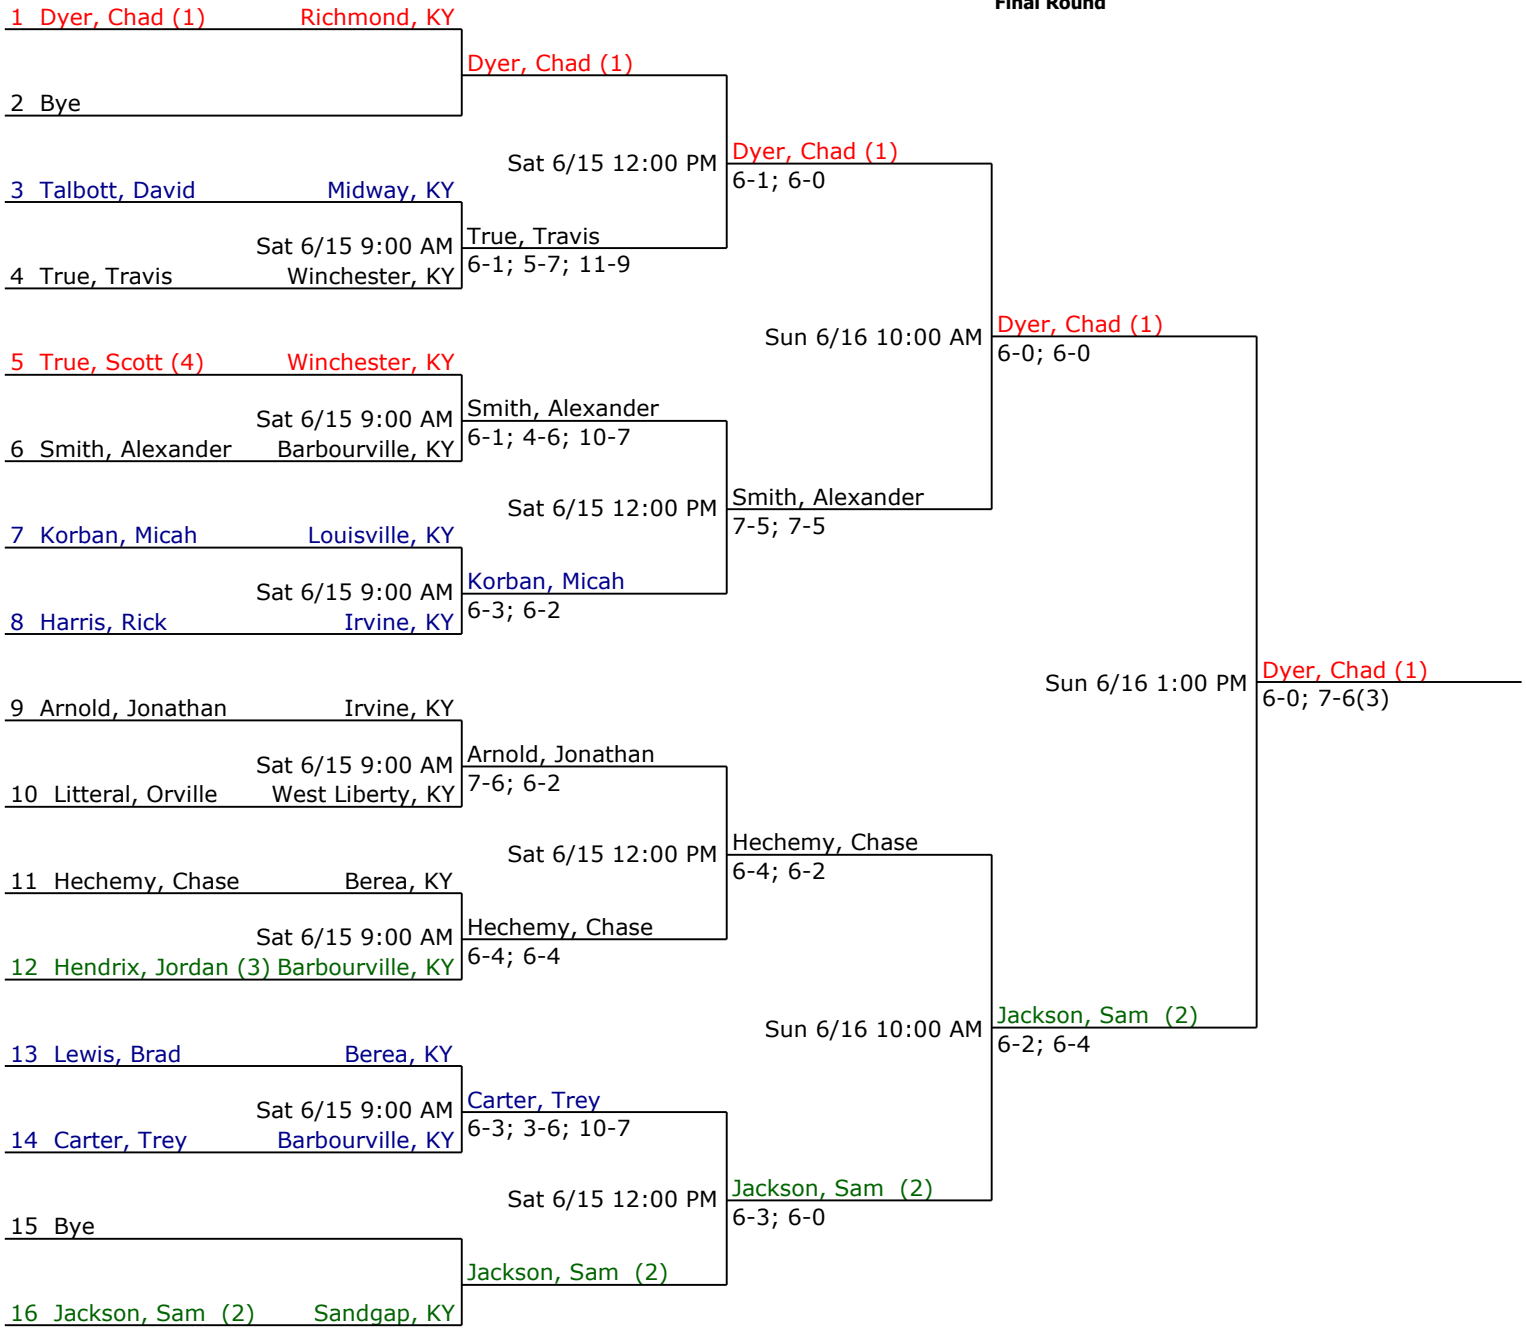 Final Round
1 Dyer, Chad (1) Richmond, KY
Dyer, Chad (1)
2 Bye
Sat 6/15 12:00 PM Dyer, Chad (1)
6-1; 6-0
3 Talbott, David Midway, KY
Sat 6/15 9:00 AM True, Travis
6-1; 5-7; 11-9
4 True, Travis Winchester, KY
Sun 6/16 10:00 AM Dyer, Chad (1)
6-0; 6-0
5 True, Scott (4) Winchester, KY
Sat 6/15 9:00 AM Smith, Alexander
6-1; 4-6; 10-7
6 Smith, Alexander Barbourville, KY
Sat 6/15 12:00 PM Smith, Alexander
7-5; 7-5
7 Korban, Micah Louisville, KY
Sat 6/15 9:00 AM Korban, Micah
6-3; 6-2
8 Harris, Rick Irvine, KY
Sun 6/16 1:00 PM Dyer, Chad (1)
6-0; 7-6(3)
9 Arnold, Jonathan Irvine, KY
Sat 6/15 9:00 AM Arnold, Jonathan
7-6; 6-2
10 Litteral, Orville West Liberty, KY
Sat 6/15 12:00 PM Hechemy, Chase
6-4; 6-2
11 Hechemy, Chase Berea, KY
Sat 6/15 9:00 AM Hechemy, Chase
6-4; 6-4
12 Hendrix, Jordan (3) Barbourville, KY
Sun 6/16 10:00 AM Jackson, Sam (2)
6-2; 6-4
13 Lewis, Brad Berea, KY
Sat 6/15 9:00 AM Carter, Trey
6-3; 3-6; 10-7
14 Carter, Trey Barbourville, KY
Sat 6/15 12:00 PM Jackson, Sam (2)
6-3; 6-0
15 Bye
Jackson, Sam (2)
16 Jackson, Sam (2) Sandgap, KY